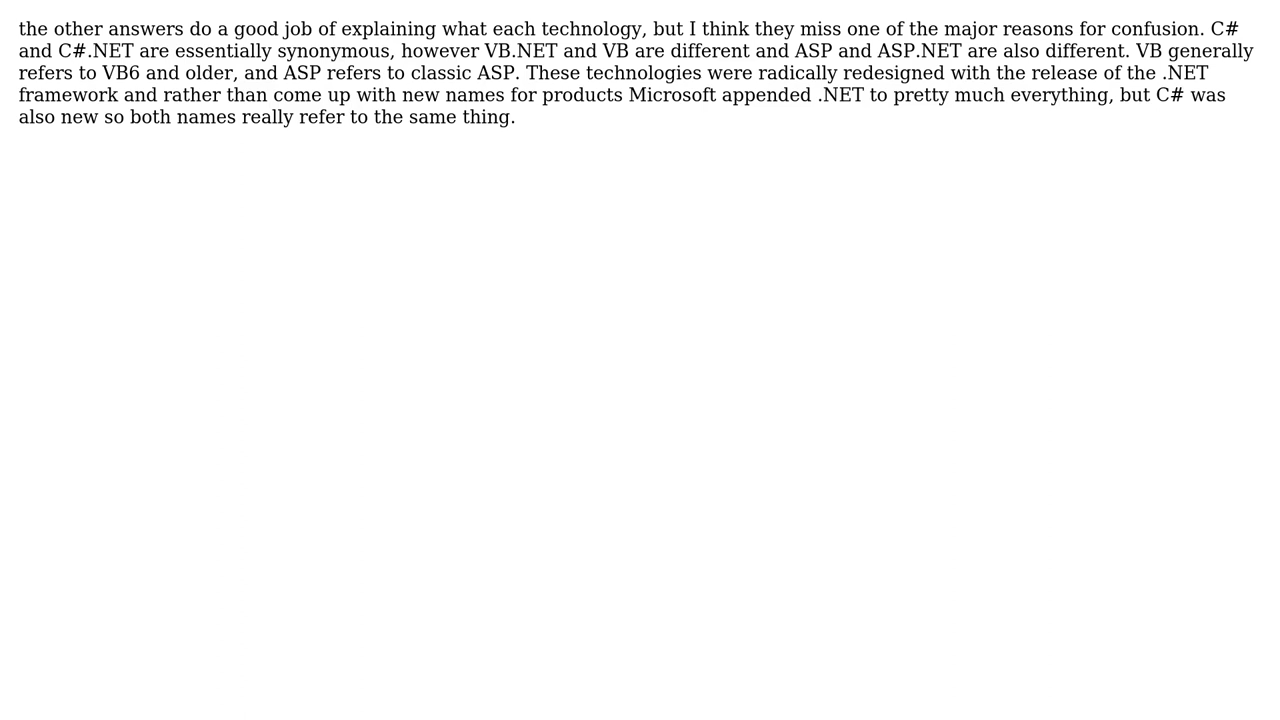 the other answers do a good job of explaining what each technology, but I think they miss one of the major reasons for confusion. C#
and C#.NET are essentially synonymous, however VB.NET and VB are different and ASP and ASP.NET are also different. VB generally
refers to VB6 and older, and ASP refers to classic ASP. These technologies were radically redesigned with the release of the .NET
framework and rather than come up with new names for products Microsoft appended .NET to pretty much everything, but C# was
also new so both names really refer to the same thing.